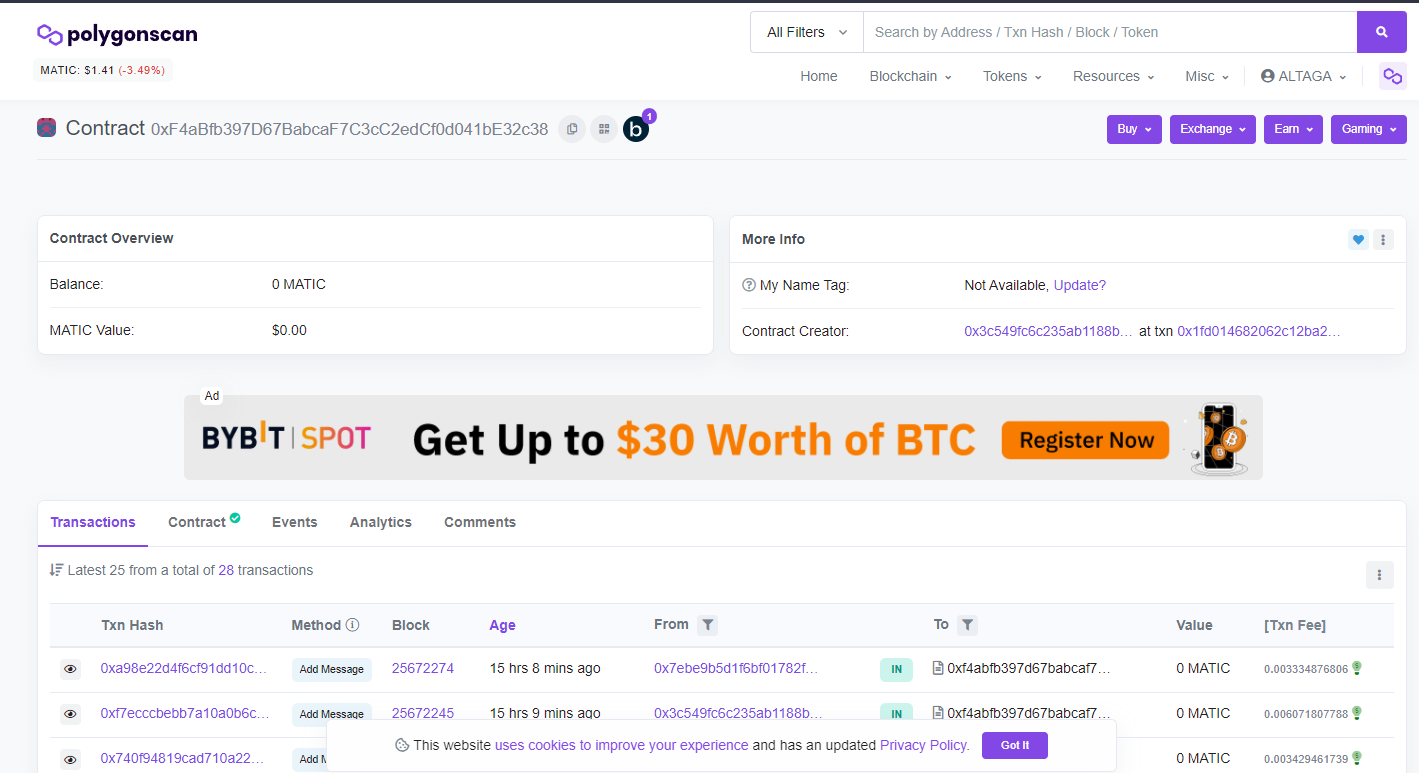 polygonscan
All Filters
Search by Address / Txn Hash / Block / Token
MATIC: $1.41 (-3.49%)
Home Blockchain Tokens Resources Misc ALTAGA
Contract 0xF4aBfb397D67BabcaF7C3cC2edCf0d041bE32c38 b 1
Buy Exchange Earn Gaming
Contract Overview
Balance: 0 MATIC
MATIC Value: $0.00
More Info
My Name Tag: Not Available, Update?
Contract Creator: 0x3c549fc6c235ab1188b... at txn 0x1fd014682062c12ba2...
Ad
BYBIT | SPOT Get Up to $30 Worth of BTC Register Now
Transactions Contract Events Analytics Comments
Latest 25 from a total of 28 transactions
Txn Hash Method Block Age From To Value [Txn Fee]
0xa98e22d4f6cf91dd10c... Add Message 25672274 15 hrs 8 mins ago 0x7ebe9b5d1f6bf01782f... IN 0xf4abfb397d67babcaf7... 0 MATIC 0.003334876806
0xf7ecccbebb7a10a0b6c... Add Message 25672245 15 hrs 9 mins ago 0x3c549fc6c235ab1188b... IN 0xf4abfb397d67babcaf7... 0 MATIC 0.006071807788
0x740f94819cad710a22... Add M 0 MATIC 0.003429461739
This website uses cookies to improve your experience and has an updated Privacy Policy. Got It